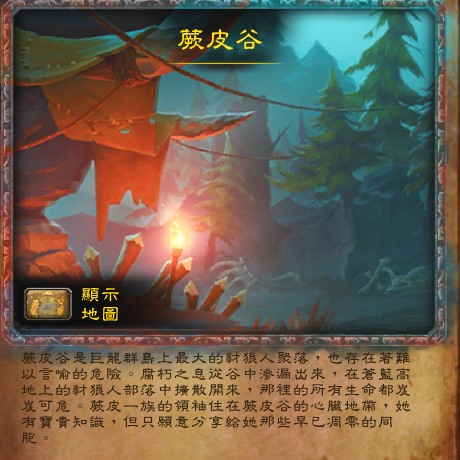 蕨皮谷
顯示
地圖
蕨皮谷是巨龍群島上最大的豺狼人聚落，也存在著難
以言喻的危險。腐朽之息從谷中滲漏出來，在蒼藍高
地上的豺狼人部落中擴散開來，那裡的所有生命都岌
岌可危。蕨皮一族的領袖住在蕨皮谷的心臟地帶，她
有寶貴知識，但只願意分享給她那些早已凋零的同
胞。